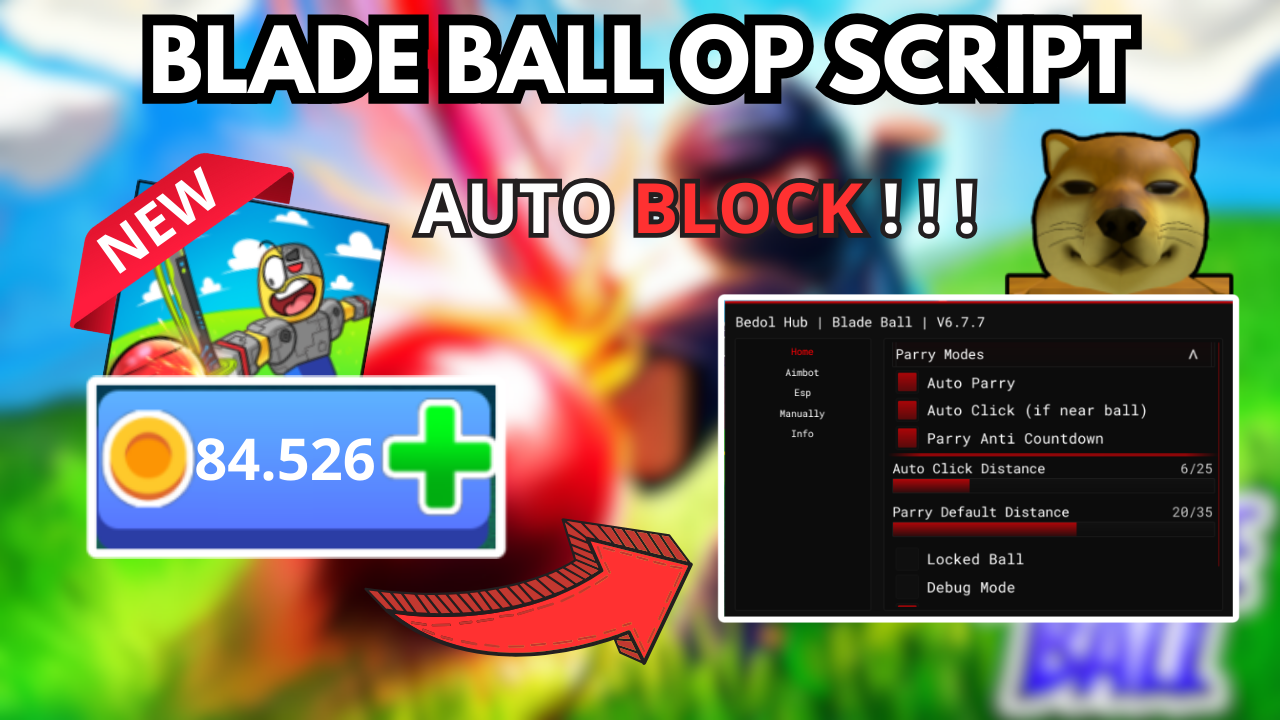 BLADE BALL OP SCRIPT
NEW
AUTO BLOCK!!!
84.526
Bedol Hub | Blade Ball | V6.7.7
Home
Aimbot
Esp
Manually
Info
Parry Modes
Auto Parry
Auto Click (if near ball)
Parry Anti Countdown
Auto Click Distance 6/25
Parry Default Distance 20/35
Locked Ball
Debug Mode
BALL